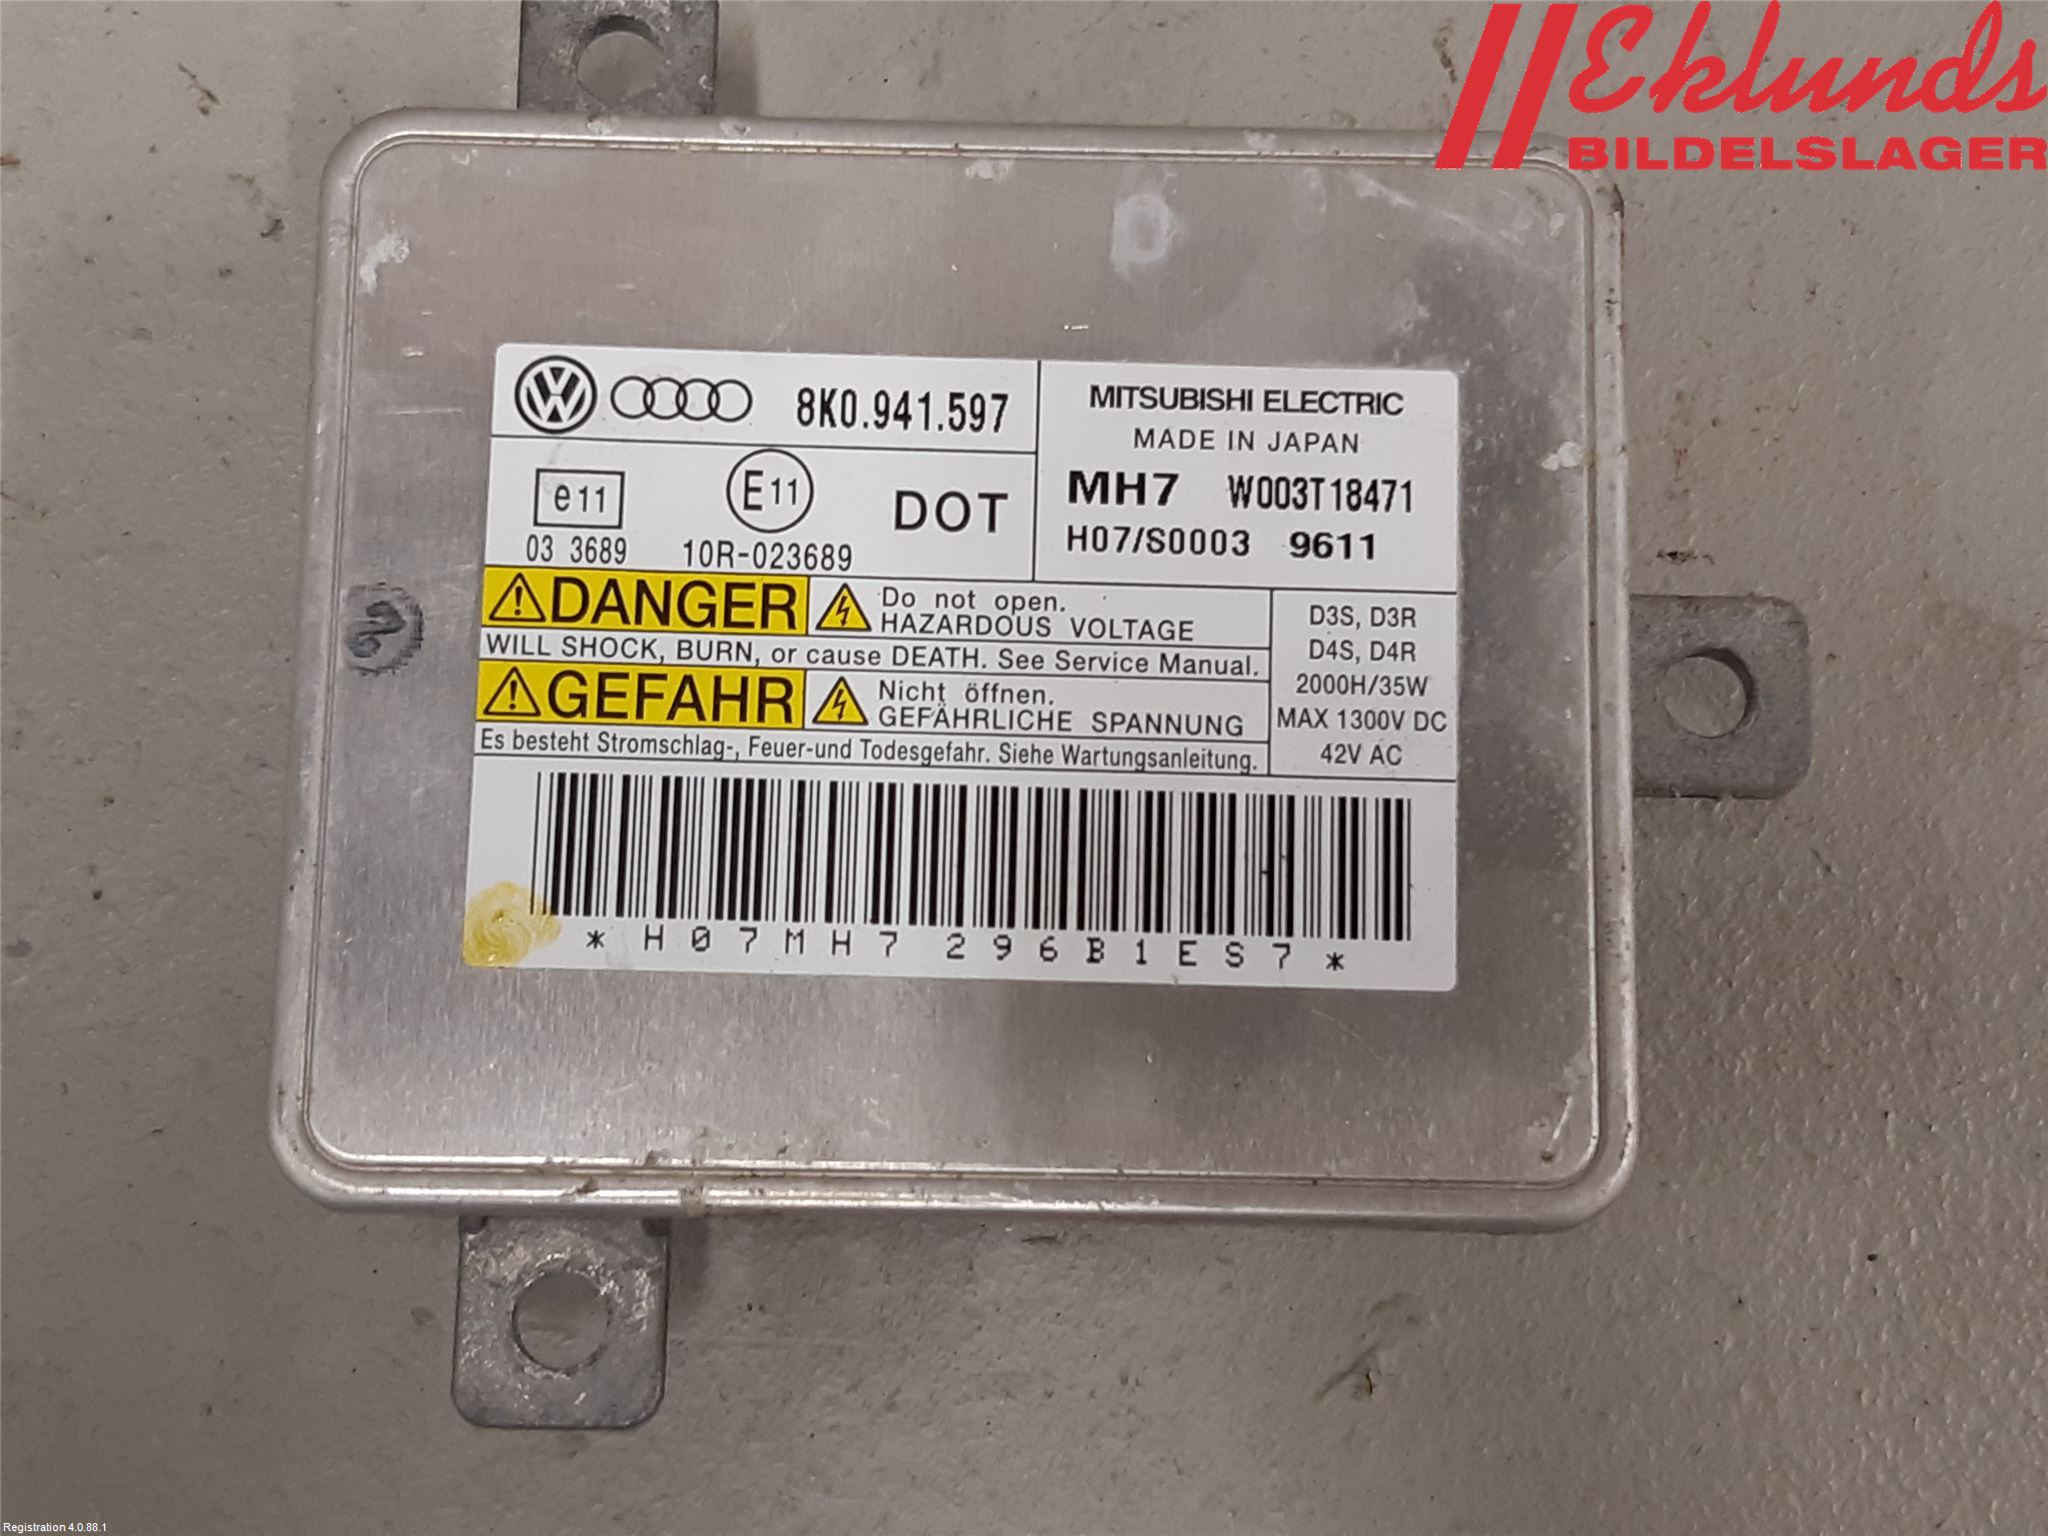 Eklunds
BILDELSLAGER
8K0.941.597
MITSUBISHI ELECTRIC
MADE IN JAPAN
e11
E11
DOT
MH7 W003T18471
03 3689
10R-023689
H07/S0003 9611
DANGER
Do not open.
HAZARDOUS VOLTAGE
WILL SHOCK, BURN, or cause DEATH. See Service Manual.
GEFAHR
Nicht öffnen.
GEFÄHRLICHE SPANNUNG
Es besteht Stromschlag-, Feuer-und Todesgefahr. Siehe Wartungsanleitung.
D3S, D3R
D4S, D4R
2000H/35W
MAX 1300V DC
42V AC
* H07MH7 296B1ES7 *
Registration 4.0.88.1